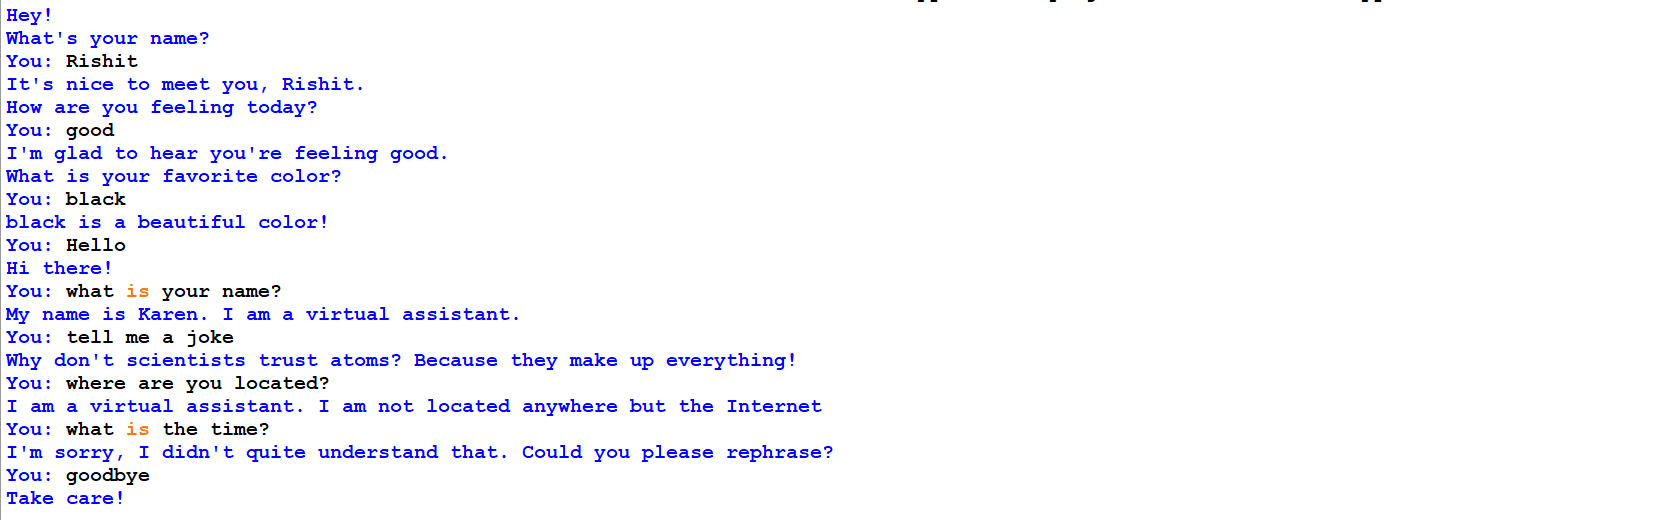 Hey!
What's your name?
You: Rishit
It's nice to meet you, Rishit.
How are you feeling today?
You: good
I'm glad to hear you're feeling good.
What is your favorite color?
You: black
black is a beautiful color!
You: Hello
Hi there!
You: what is your name?
My name is Karen. I am a virtual assistant.
You: tell me a joke
Why don't scientists trust atoms? Because they make up everything!
You: where are you located?
I am a virtual assistant. I am not located anywhere but the Internet
You: what is the time?
I'm sorry, I didn't quite understand that. Could you please rephrase?
You: goodbye
Take care!